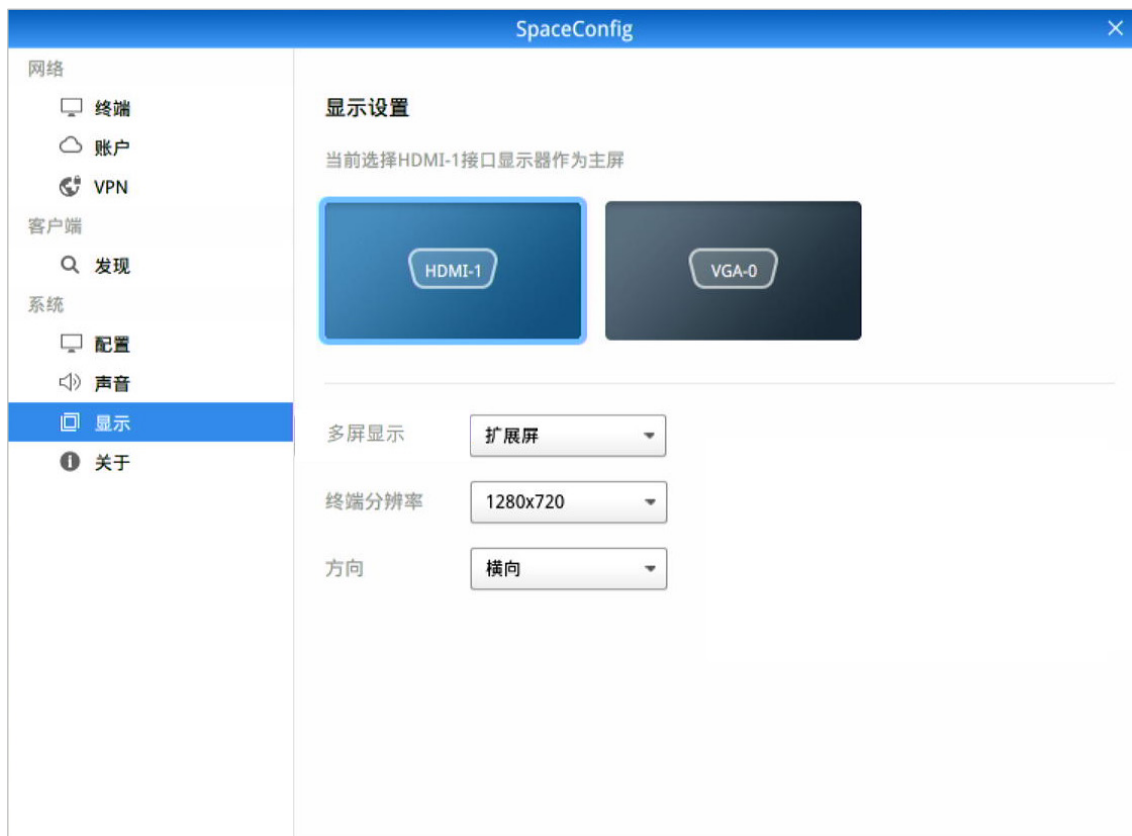 SpaceConfig
网络
终端
账户
VPN
客户端
发现
系统
配置
声音
显示
关于
显示设置
当前选择HDMI-1接口显示器作为主屏
HDMI-1
VGA-0
多屏显示
扩展屏
终端分辨率
1280x720
方向
横向